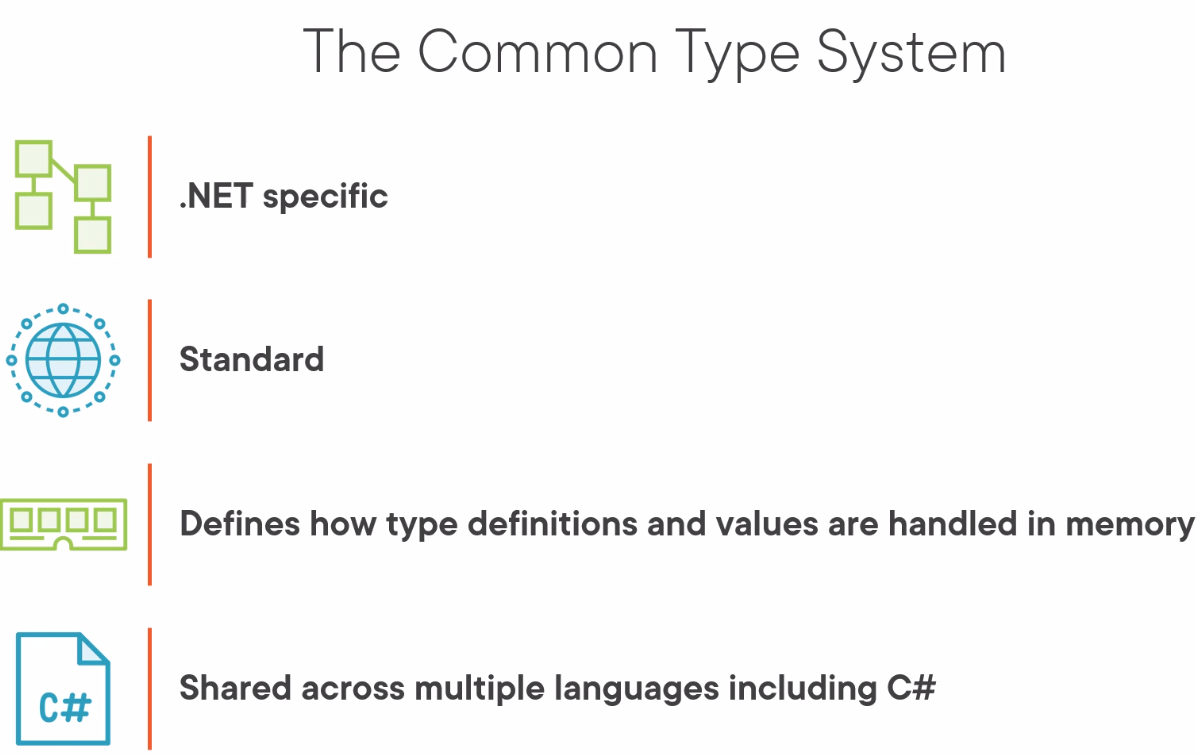 The Common Type System
.NET specific
Standard
Defines how type definitions and values are handled in memory
C#
Shared across multiple languages including C#